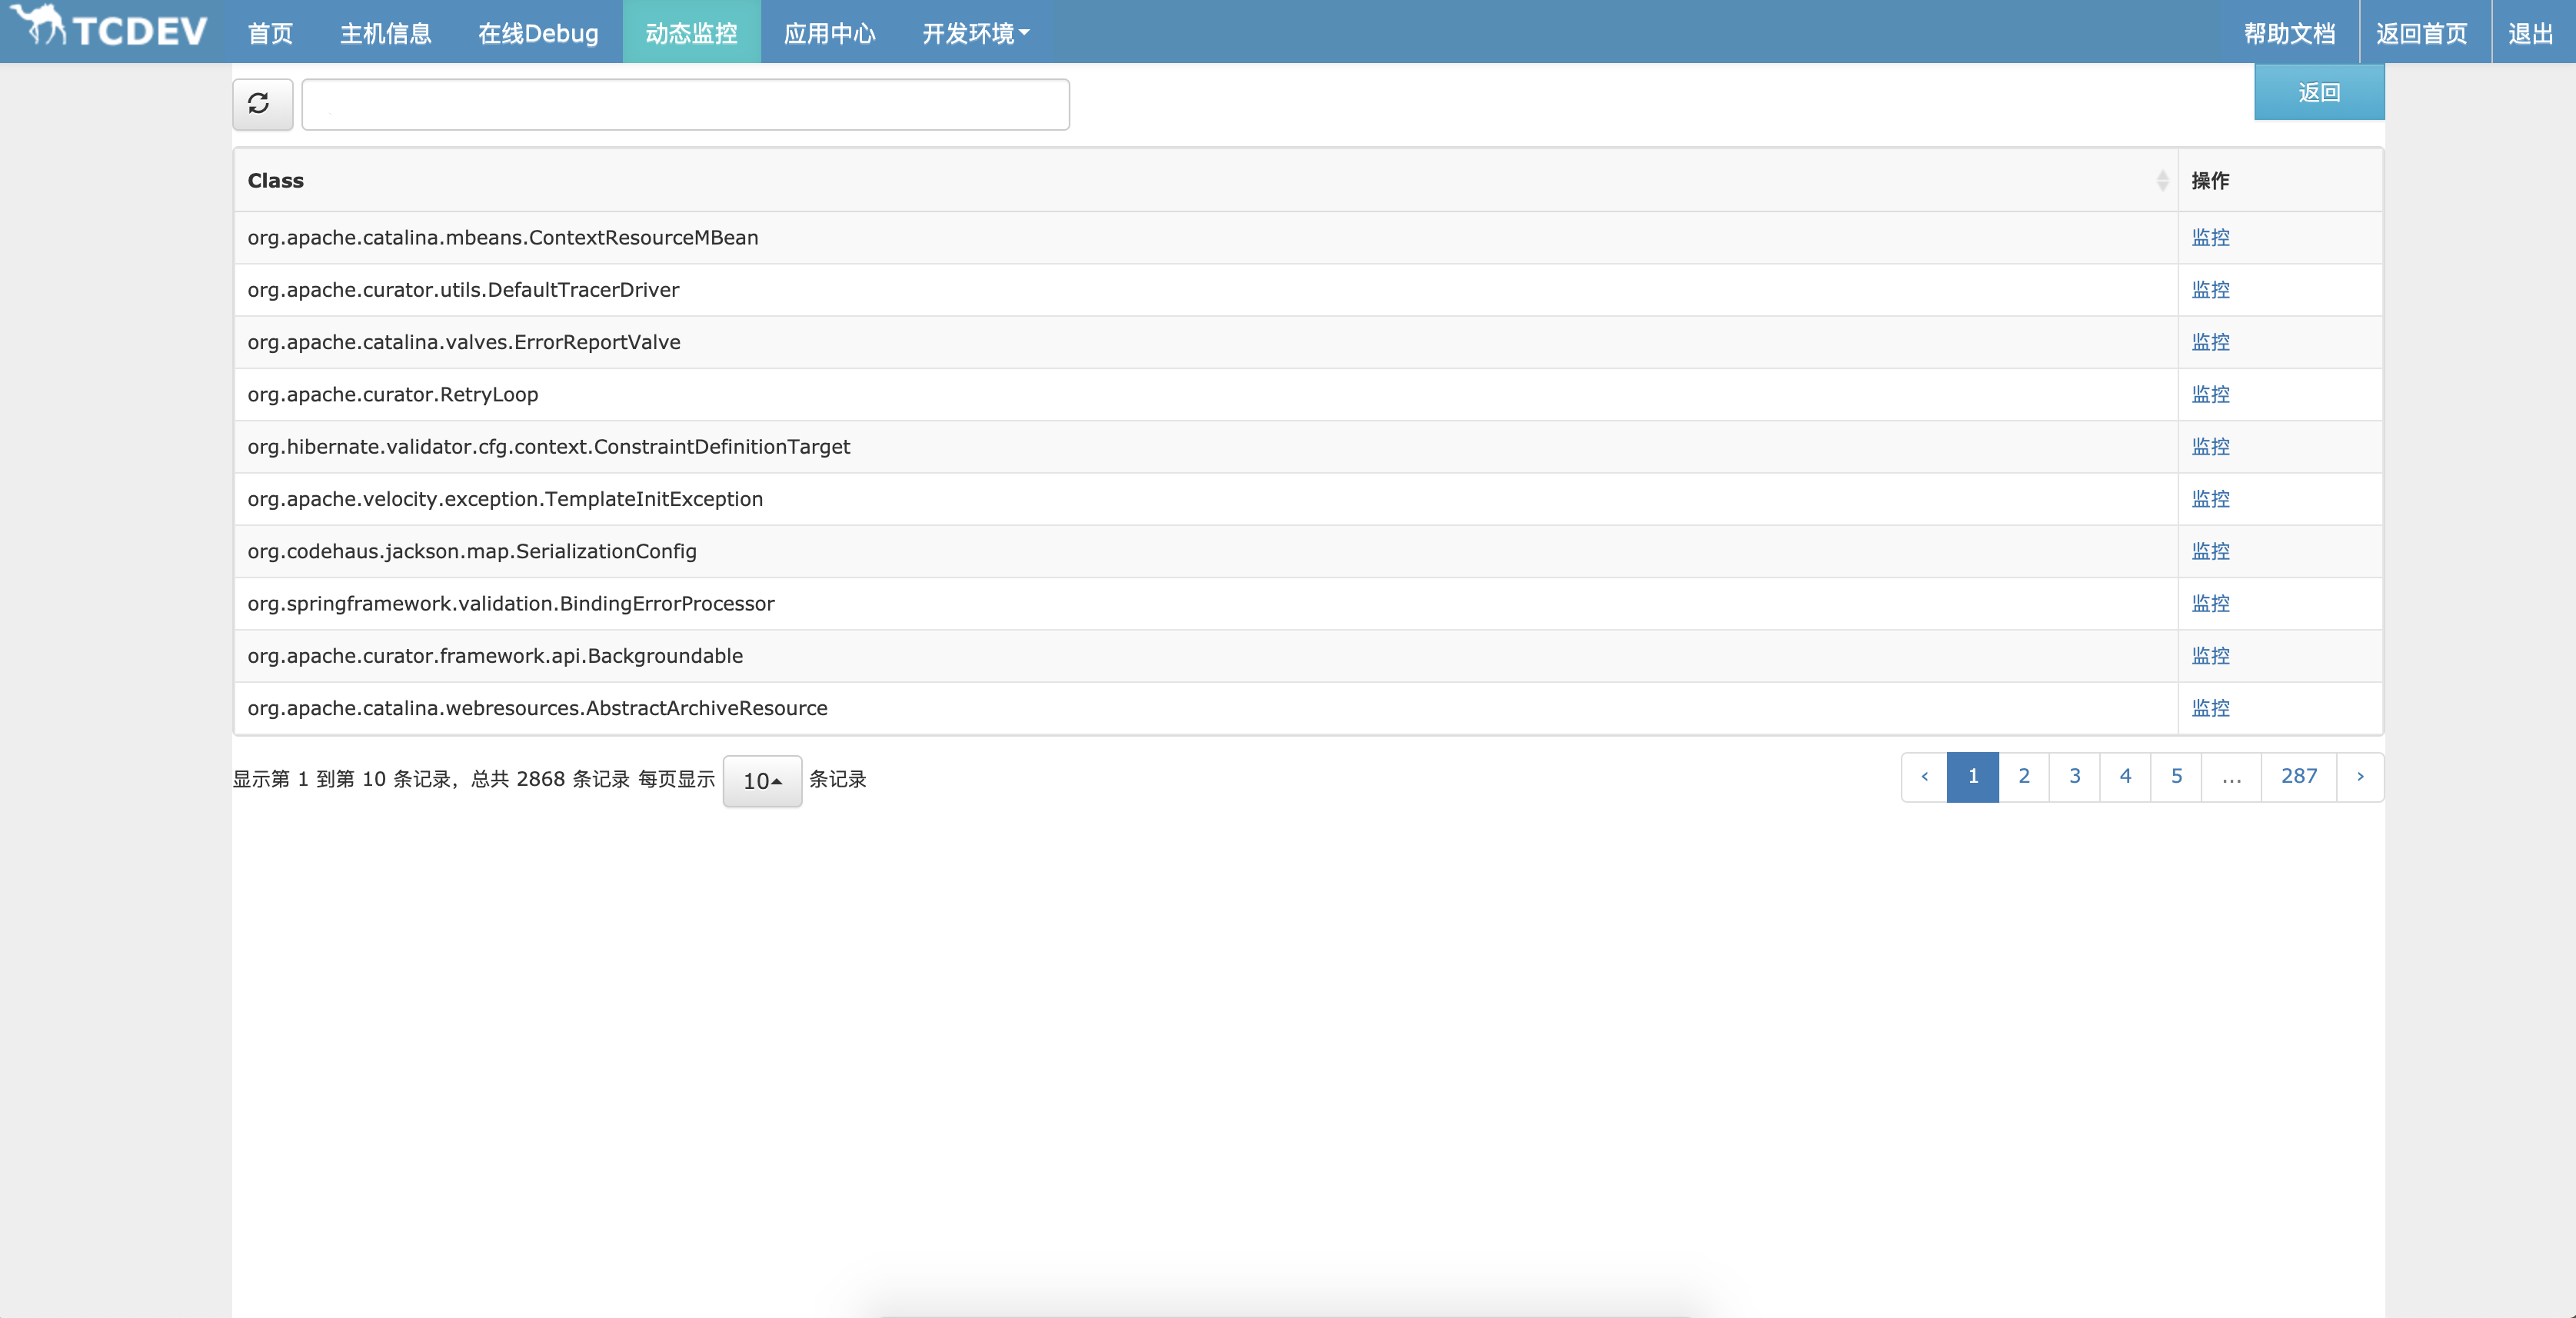 TCDEV 首页 主机信息 在线Debug 动态监控 应用中心 开发环境 帮助文档 返回首页 退出
返回
Class 操作
org.apache.catalina.mbeans.ContextResourceMBean 监控
org.apache.curator.utils.DefaultTracerDriver 监控
org.apache.catalina.valves.ErrorReportValve 监控
org.apache.curator.RetryLoop 监控
org.hibernate.validator.cfg.context.ConstraintDefinitionTarget 监控
org.apache.velocity.exception.TemplateInitException 监控
org.codehaus.jackson.map.SerializationConfig 监控
org.springframework.validation.BindingErrorProcessor 监控
org.apache.curator.framework.api.Backgroundable 监控
org.apache.catalina.webresources.AbstractArchiveResource 监控
显示第 1 到第 10 条记录，总共 2868 条记录 每页显示 10 条记录 ‹ 1 2 3 4 5 ... 287 ›